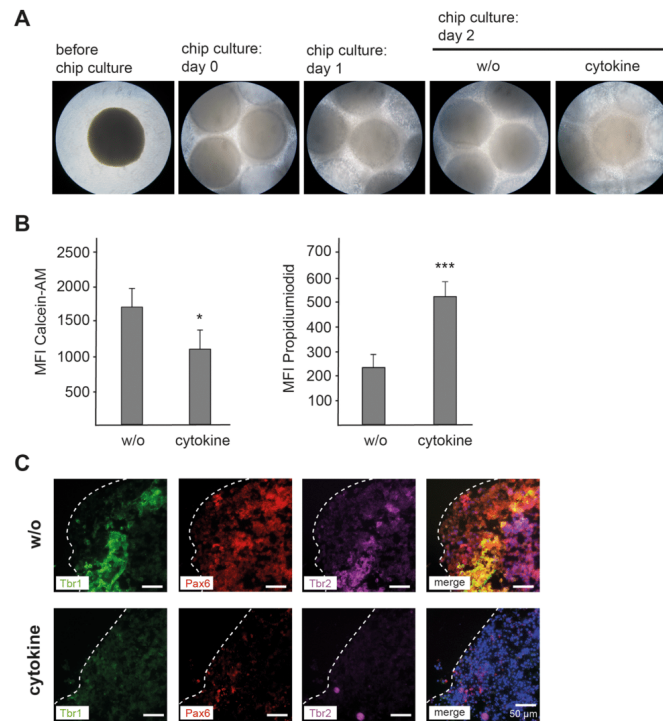 A
before
chip culture
chip culture:
day 0
chip culture:
day 1
chip culture:
day 2
w/o
cytokine
B
MFI Calcein-AM
2500
2000
1500
1000
500
w/o
cytokine
*
MFI Propidiumiodid
700
600
500
400
300
200
100
w/o
cytokine
***
C
w/o
Tbr1
Pax6
Tbr2
merge
cytokine
Tbr1
Pax6
Tbr2
merge
50 µm